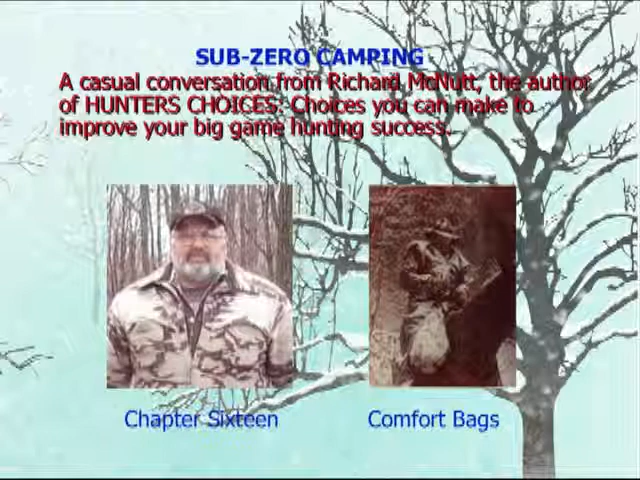 SUB-ZERO CAMPING
A casual conversation from Richard McNutt, the author
of HUNTERS CHOICES: Choices you can make to
improve your big game hunting success.
Chapter Sixteen
Comfort Bags